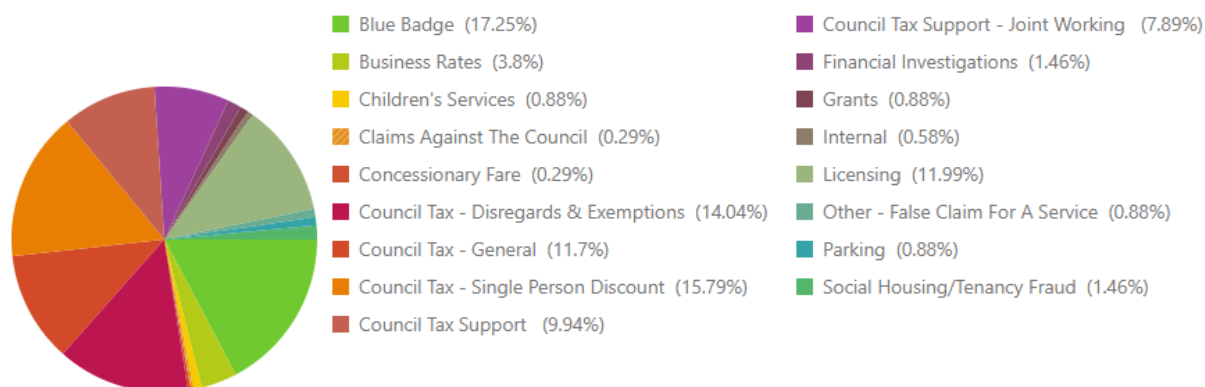 Blue Badge (17.25%)
Business Rates (3.8%)
Children's Services (0.88%)
Claims Against The Council (0.29%)
Concessionary Fare (0.29%)
Council Tax - Disregards & Exemptions (14.04%)
Council Tax - General (11.7%)
Council Tax - Single Person Discount (15.79%)
Council Tax Support (9.94%)
Council Tax Support - Joint Working (7.89%)
Financial Investigations (1.46%)
Grants (0.88%)
Internal (0.58%)
Licensing (11.99%)
Other - False Claim For A Service (0.88%)
Parking (0.88%)
Social Housing/Tenancy Fraud (1.46%)